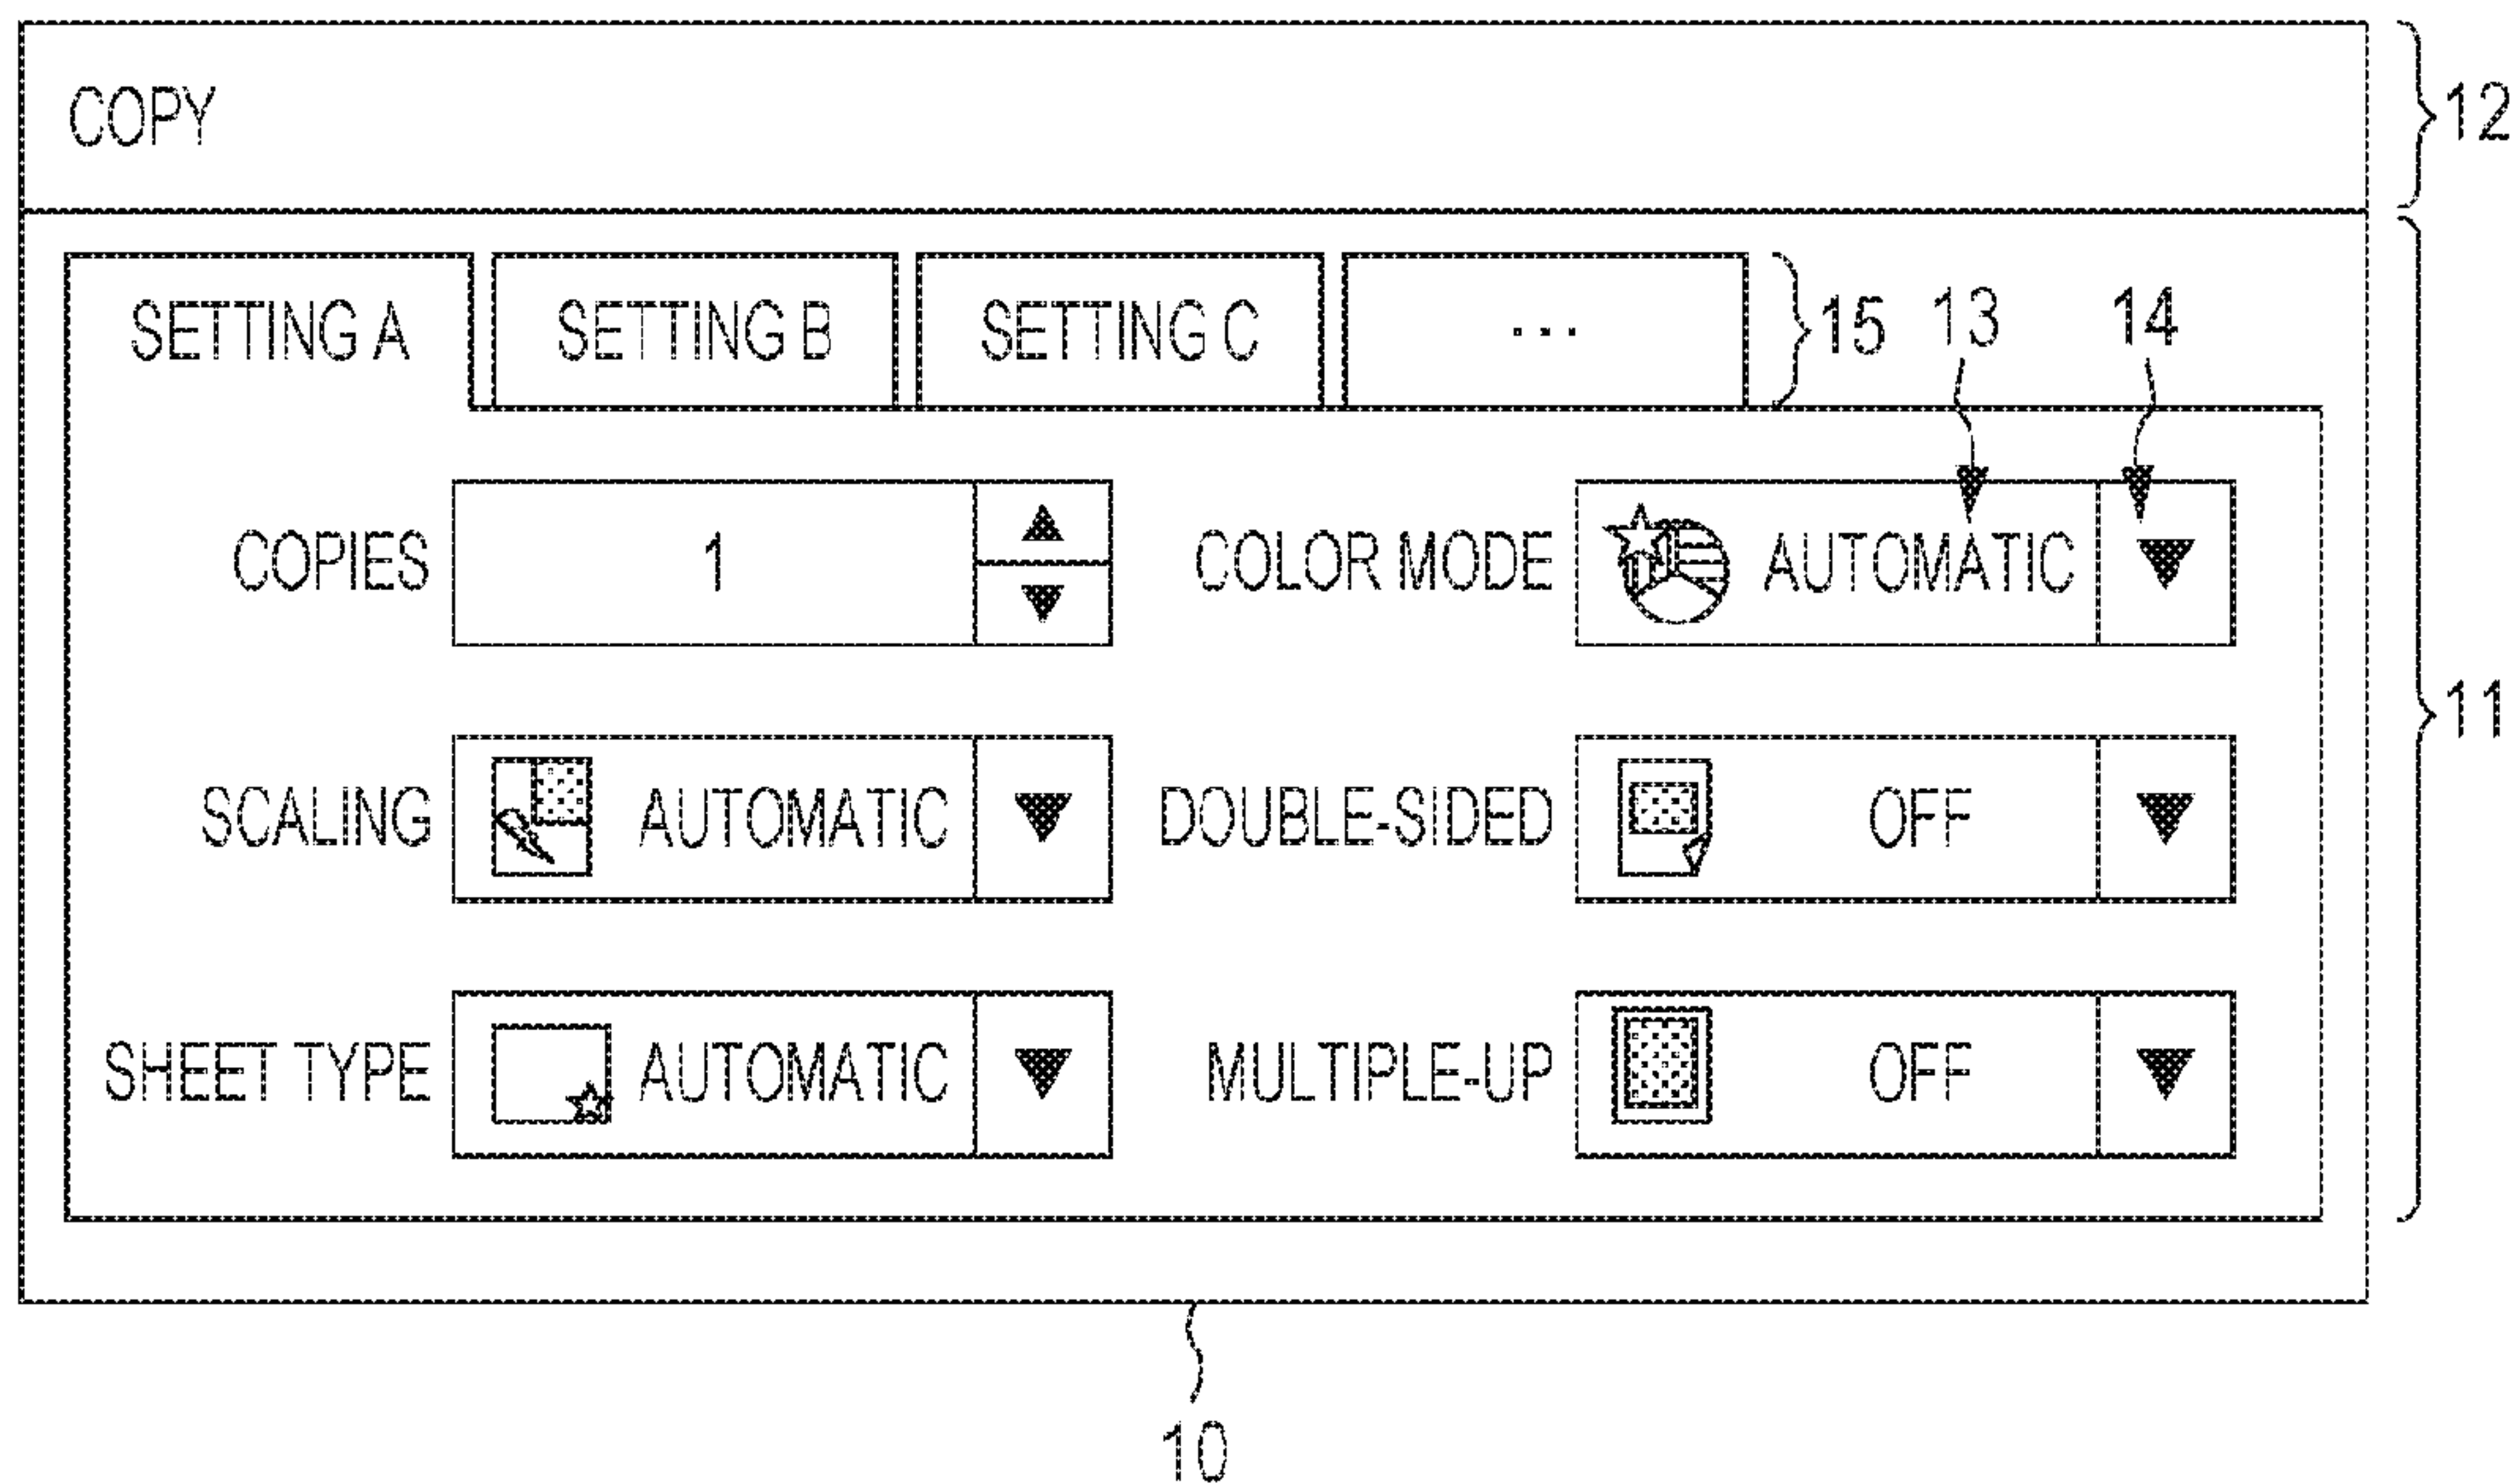 COPY 12
SETTING A SETTING B SETTING C ... 15 13 14
COPIES 1 COLOR MODE AUTOMATIC
11
SCALING AUTOMATIC DOUBLE-SIDED OFF
SHEET TYPE AUTOMATIC MULTIPLE-UP OFF
10